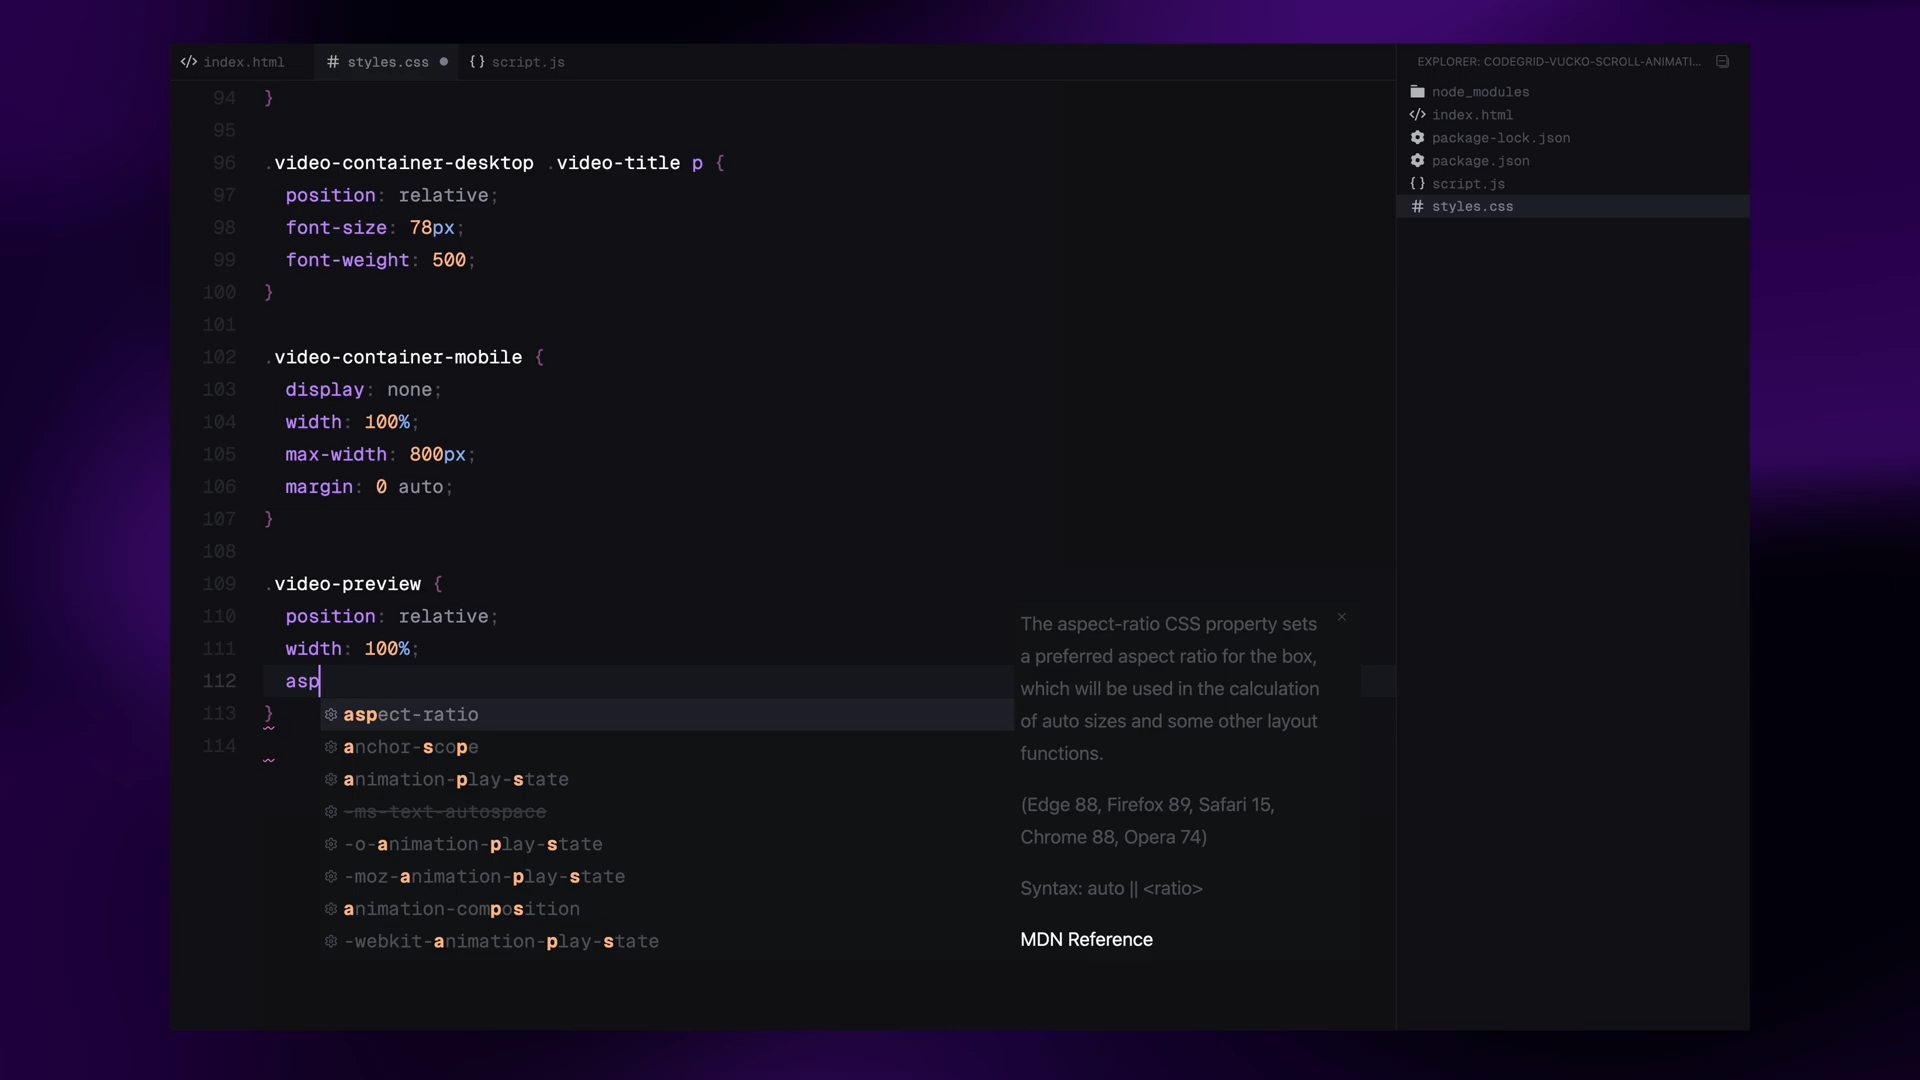 index.html
# styles.css
{} script.js
EXPLORER: CODEGRID-VUCKO-SCROLL-ANIMATI...
node_modules
index.html
package-lock.json
package.json
{} script.js
# styles.css
94 }
95
96 .video-container-desktop .video-title p {
97 position: relative;
98 font-size: 78px;
99 font-weight: 500;
100 }
101
102 .video-container-mobile {
103 display: none;
104 width: 100%;
105 max-width: 800px;
106 margin: 0 auto;
107 }
108
109 .video-preview {
110 position: relative;
111 width: 100%;
112 asp
113 }
114
aspect-ratio
anchor-scope
animation-play-state
-ms-text-autospace
-o-animation-play-state
-moz-animation-play-state
animation-composition
-webkit-animation-play-state
The aspect-ratio CSS property sets
a preferred aspect ratio for the box,
which will be used in the calculation
of auto sizes and some other layout
functions.
(Edge 88, Firefox 89, Safari 15,
Chrome 88, Opera 74)
Syntax: auto || <ratio>
MDN Reference